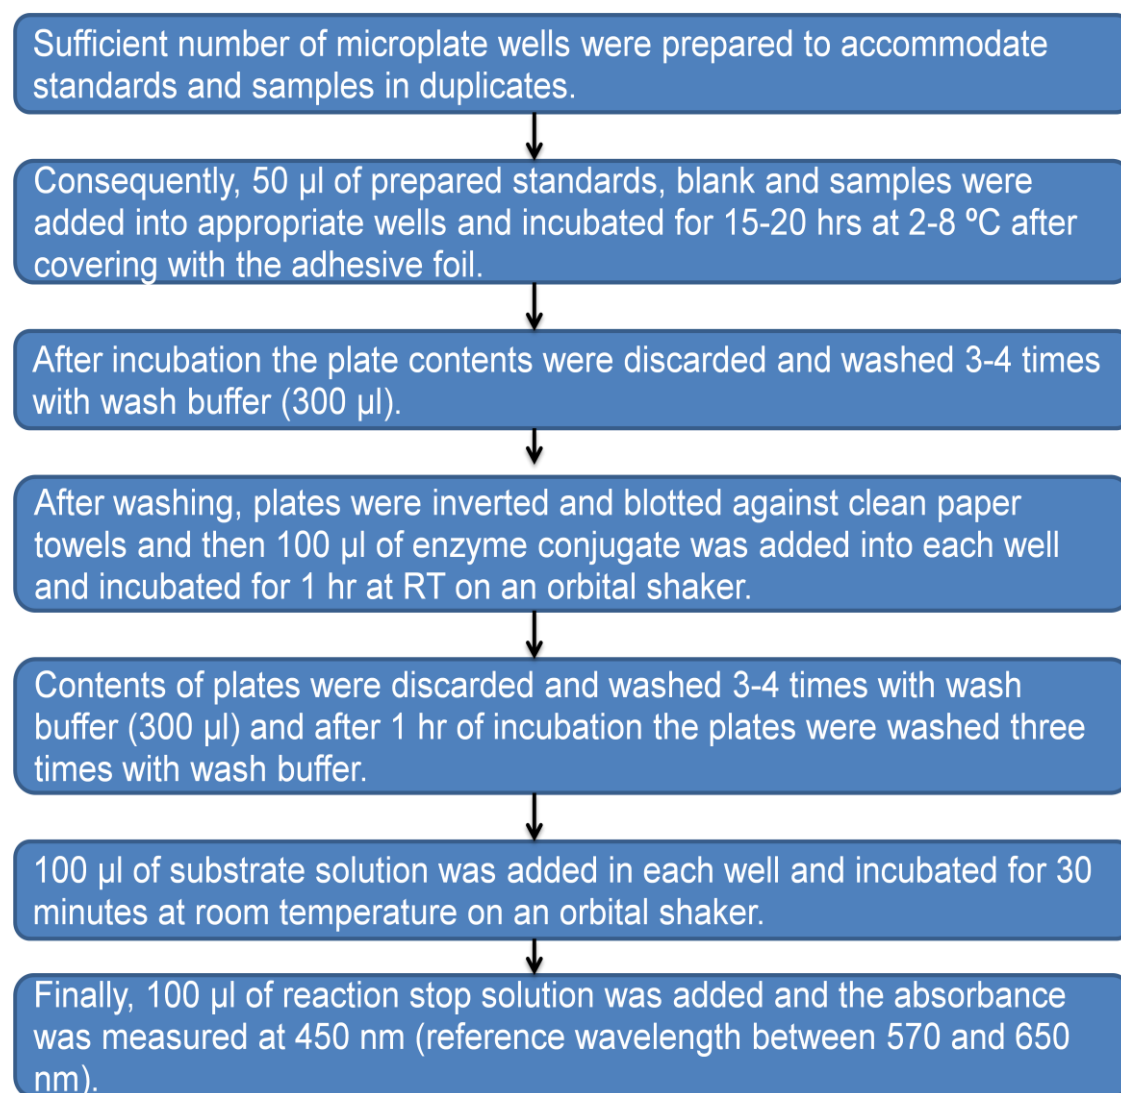 Sufficient number of microplate wells were prepared to accommodate
standards and samples in duplicates.
Consequently, 50 µl of prepared standards, blank and samples were
added into appropriate wells and incubated for 15-20 hrs at 2-8 ºC after
covering with the adhesive foil.
After incubation the plate contents were discarded and washed 3-4 times
with wash buffer (300 µl).
After washing, plates were inverted and blotted against clean paper
towels and then 100 µl of enzyme conjugate was added into each well
and incubated for 1 hr at RT on an orbital shaker.
Contents of plates were discarded and washed 3-4 times with wash
buffer (300 µl) and after 1 hr of incubation the plates were washed three
times with wash buffer.
100 µl of substrate solution was added in each well and incubated for 30
minutes at room temperature on an orbital shaker.
Finally, 100 µl of reaction stop solution was added and the absorbance
was measured at 450 nm (reference wavelength between 570 and 650
nm).